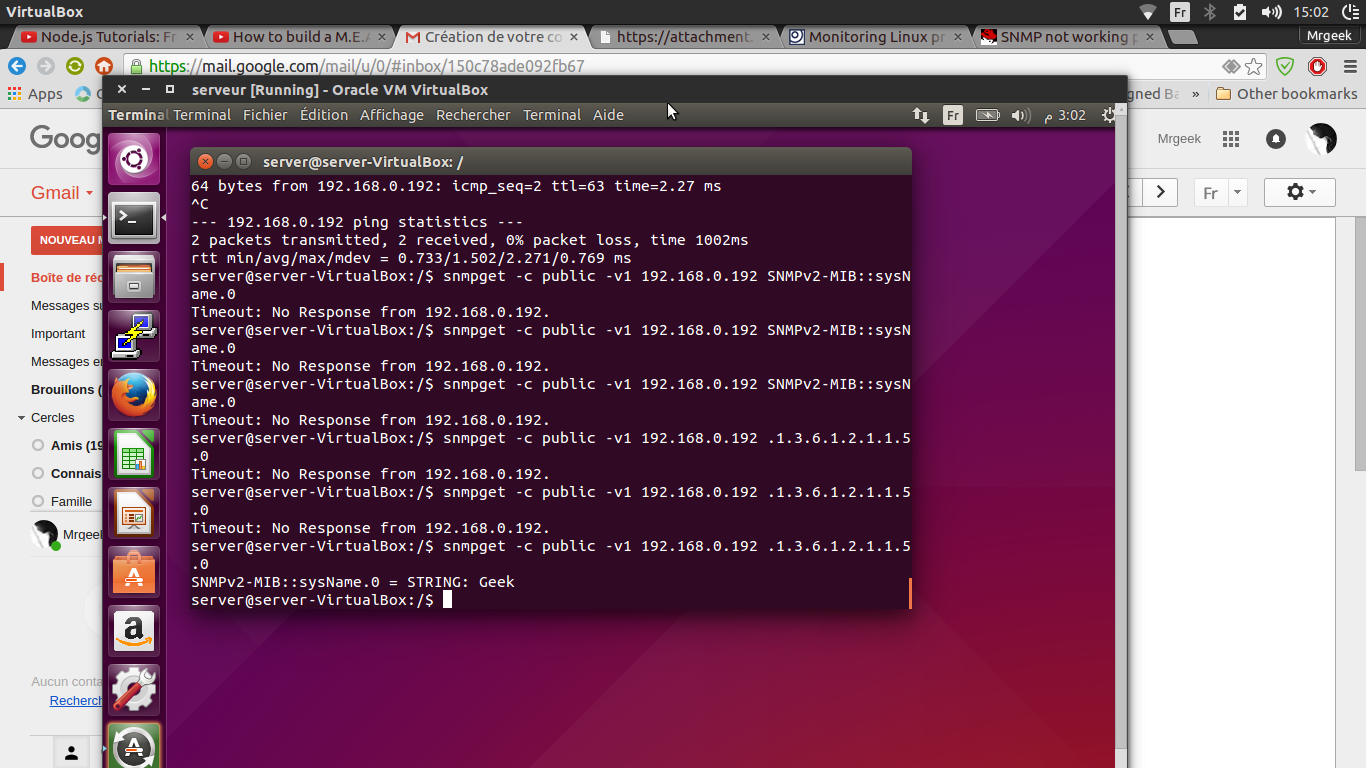 VirtualBox
Fr
15:02
Node.js Tutorials: Fr
How to build a M.E.A
Création de votre co
https://attachment.
Monitoring Linux pr
SNMP not working p
Mrgeek
https://mail.google.com/mail/u/0/#inbox/150c78ade092fb67
Apps
igned Ba
»
Other bookmarks
serveur [Running] - Oracle VM VirtualBox
Terminal Terminal Fichier Édition Affichage Rechercher Terminal Aide
Fr
م 3:02
Goog
Mrgeek
Gmail
Fr
NOUVEAU M
Boîte de réc
Messages su
Important
Messages en
Brouillons (
Cercles
Amis (19
Connais
Famille
Mrgeek
Aucun conta
Recherch
server@server-VirtualBox: /
64 bytes from 192.168.0.192: icmp_seq=2 ttl=63 time=2.27 ms
^C
--- 192.168.0.192 ping statistics ---
2 packets transmitted, 2 received, 0% packet loss, time 1002ms
rtt min/avg/max/mdev = 0.733/1.502/2.271/0.769 ms
server@server-VirtualBox:/$ snmpget -c public -v1 192.168.0.192 SNMPv2-MIB::sysN
ame.0
Timeout: No Response from 192.168.0.192.
server@server-VirtualBox:/$ snmpget -c public -v1 192.168.0.192 SNMPv2-MIB::sysN
ame.0
Timeout: No Response from 192.168.0.192.
server@server-VirtualBox:/$ snmpget -c public -v1 192.168.0.192 SNMPv2-MIB::sysN
ame.0
Timeout: No Response from 192.168.0.192.
server@server-VirtualBox:/$ snmpget -c public -v1 192.168.0.192 .1.3.6.1.2.1.1.5
.0
Timeout: No Response from 192.168.0.192.
server@server-VirtualBox:/$ snmpget -c public -v1 192.168.0.192 .1.3.6.1.2.1.1.5
.0
Timeout: No Response from 192.168.0.192.
server@server-VirtualBox:/$ snmpget -c public -v1 192.168.0.192 .1.3.6.1.2.1.1.5
.0
SNMPv2-MIB::sysName.0 = STRING: Geek
server@server-VirtualBox:/$